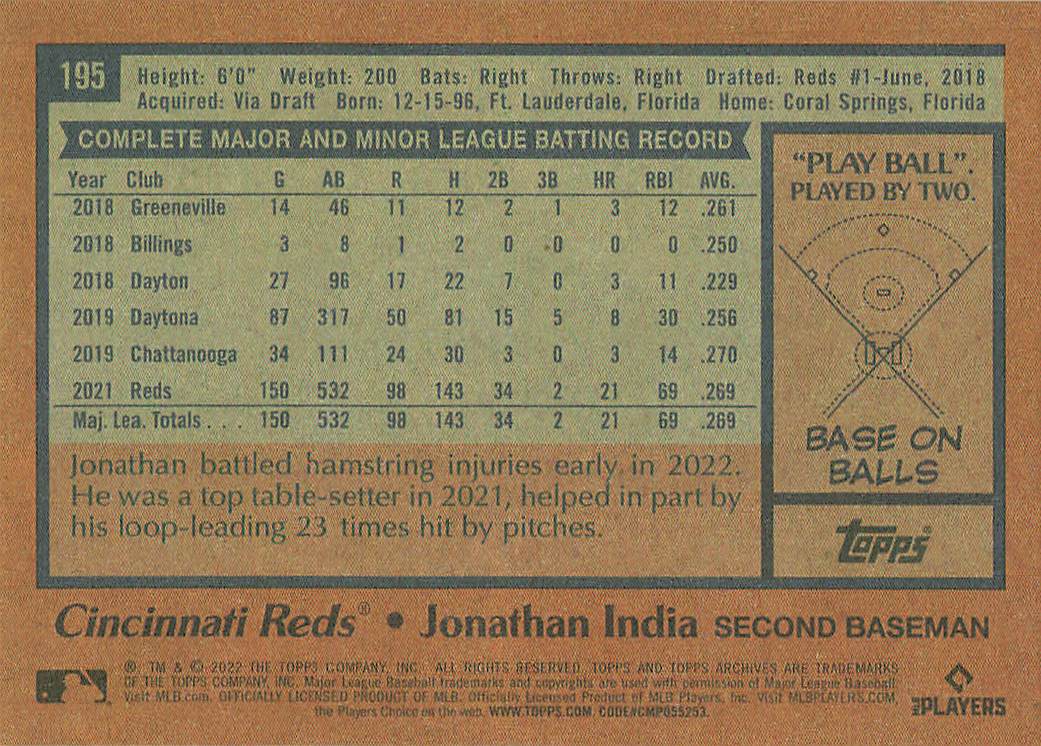 195
Height: 6'0" Weight: 200 Bats: Right Throws: Right Drafted: Reds #1-June, 2018
Acquired: Via Draft Born: 12-15-96, Ft. Lauderdale, Florida Home: Coral Springs, Florida
COMPLETE MAJOR AND MINOR LEAGUE BATTING RECORD
Year Club G AB R H 2B 3B HR RBI AVG.
2018 Greeneville 14 46 11 12 2 1 3 12 .261
2018 Billings 3 8 1 2 0 0 0 0 .250
2018 Dayton 27 96 17 22 7 0 3 11 .229
2019 Daytona 87 317 50 81 15 5 8 30 .256
2019 Chattanooga 34 111 24 30 3 0 3 14 .270
2021 Reds 150 532 98 143 34 2 21 69 .269
Maj. Lea. Totals . . . 150 532 98 143 34 2 21 69 .269
Jonathan battled hamstring injuries early in 2022.
He was a top table-setter in 2021, helped in part by
his loop-leading 23 times hit by pitches.
"PLAY BALL".
PLAYED BY TWO.
BASE ON
BALLS
Topps®
Cincinnati Reds® • Jonathan India SECOND BASEMAN
®, TM & © 2022 THE TOPPS COMPANY, INC. ALL RIGHTS RESERVED. TOPPS AND TOPPS ARCHIVES ARE TRADEMARKS
OF THE TOPPS COMPANY, INC. Major League Baseball trademarks and copyrights are used with permission of Major League Baseball.
Visit MLB.com. OFFICIALLY LICENSED PRODUCT OF MLB. Officially Licensed Product of MLB Players, Inc. Visit MLBPLAYERS.COM,
the Players Choice on the web. WWW.TOPPS.COM. CODE#CMP055253.
MLB PLAYERS